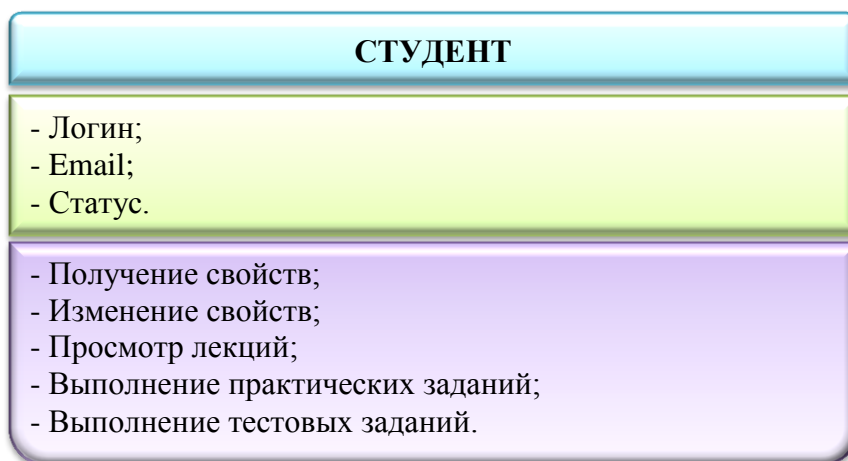 СТУДЕНТ
- Логин;
- Email;
- Статус.
- Получение свойств;
- Изменение свойств;
- Просмотр лекций;
- Выполнение практических заданий;
- Выполнение тестовых заданий.